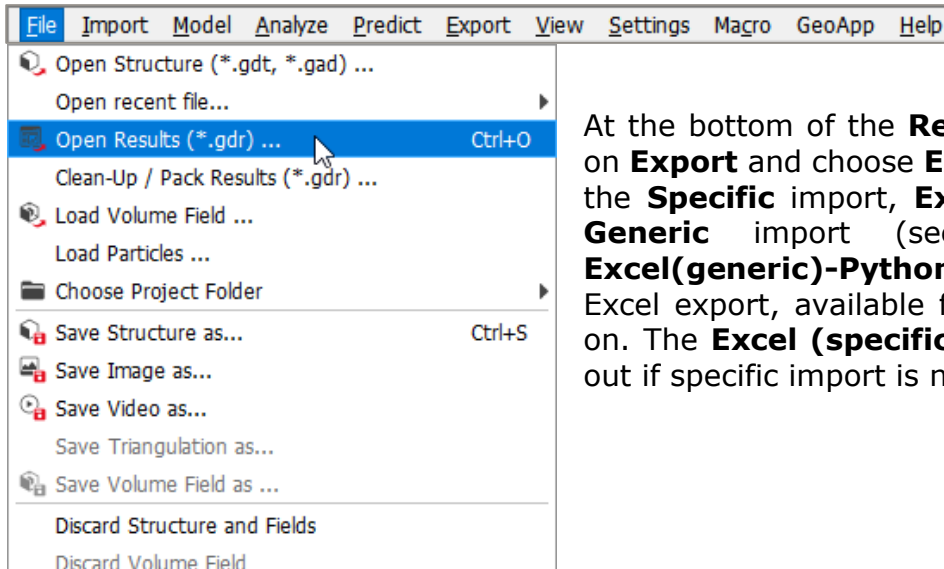 File Import Model Analyze Predict Export View Settings Macro GeoApp Help
Open Structure (*.gdt, *.gad) ...
Open recent file...
Open Results (*.gdr) ... Ctrl+O
Clean-Up / Pack Results (*.gdr) ...
Load Volume Field ...
Load Particles ...
Choose Project Folder
Save Structure as... Ctrl+S
Save Image as...
Save Video as...
Save Triangulation as...
Save Volume Field as ...
Discard Structure and Fields
Discard Volume Field
At the bottom of the
on Export and choose
the Specific import,
Generic import
Excel(generic)-Python
Excel export, available
on. The Excel (specific
out if specific import is